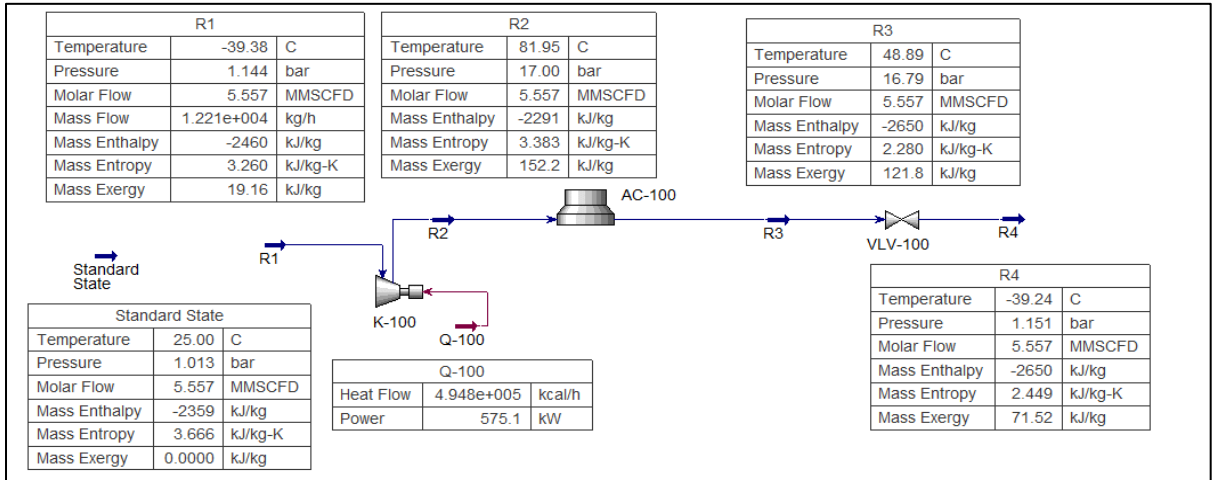 R1
Temperature -39.38 C
Pressure 1.144 bar
Molar Flow 5.557 MMSCFD
Mass Flow 1.221e+004 kg/h
Mass Enthalpy -2460 kJ/kg
Mass Entropy 3.260 kJ/kg-K
Mass Exergy 19.16 kJ/kg
R2
Temperature 81.95 C
Pressure 17.00 bar
Molar Flow 5.557 MMSCFD
Mass Enthalpy -2291 kJ/kg
Mass Entropy 3.383 kJ/kg-K
Mass Exergy 152.2 kJ/kg
R3
Temperature 48.89 C
Pressure 16.79 bar
Molar Flow 5.557 MMSCFD
Mass Enthalpy -2650 kJ/kg
Mass Entropy 2.280 kJ/kg-K
Mass Exergy 121.8 kJ/kg
AC-100
R1
R2
R3
VLV-100
R4
Standard
State
K-100
Q-100
Standard State
Temperature 25.00 C
Pressure 1.013 bar
Molar Flow 5.557 MMSCFD
Mass Enthalpy -2359 kJ/kg
Mass Entropy 3.666 kJ/kg-K
Mass Exergy 0.0000 kJ/kg
Q-100
Heat Flow 4.948e+005 kcal/h
Power 575.1 kW
R4
Temperature -39.24 C
Pressure 1.151 bar
Molar Flow 5.557 MMSCFD
Mass Enthalpy -2650 kJ/kg
Mass Entropy 2.449 kJ/kg-K
Mass Exergy 71.52 kJ/kg